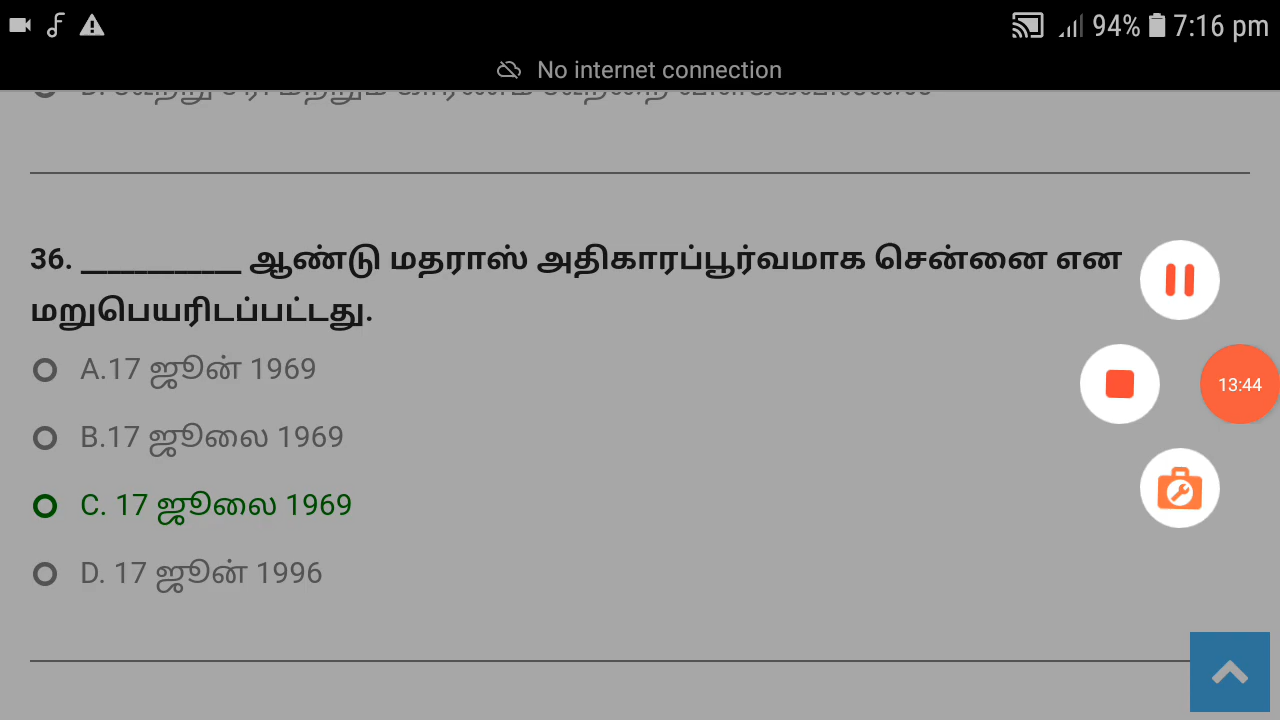 94% 7:16 pm
No internet connection
36. ____________ ஆண்டு மதராஸ் அதிகாரப்பூர்வமாக சென்னை என
மறுபெயரிடப்பட்டது.
A.17 ஜூன் 1969
B.17 ஜூலை 1969
C. 17 ஜூலை 1969
D. 17 ஜூன் 1996
13:44